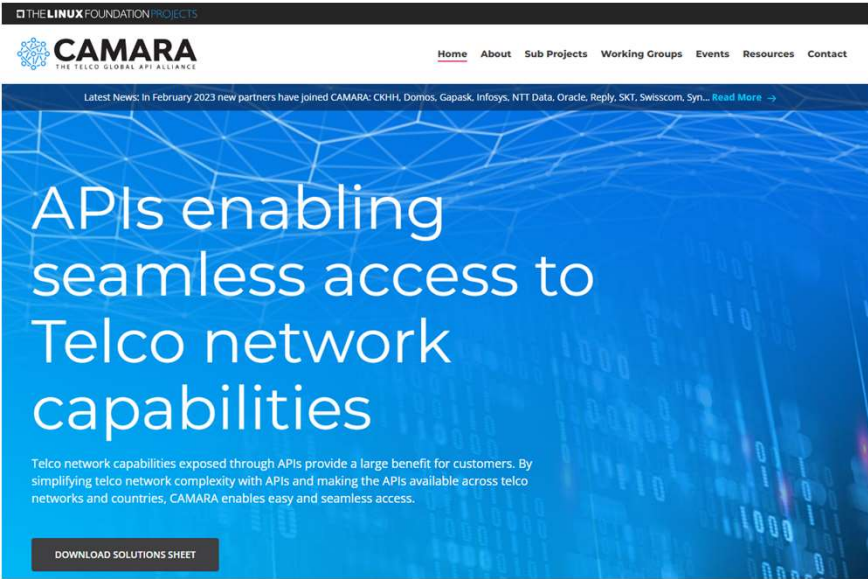 THE LINUX FOUNDATION PROJECTS
CAMARA
THE TELCO GLOBAL API ALLIANCE
Home About Sub Projects Working Groups Events Resources Contact
Latest News: In February 2023 new partners have joined CAMARA: CKHH, Domos, Gapask, Infosys, NTT Data, Oracle, Reply, SKT, Swisscom, Syn... Read More →
APIs enabling
seamless access to
Telco network
capabilities
Telco network capabilities exposed through APIs provide a large benefit for customers. By
simplifying telco network complexity with APIs and making the APIs available across telco
networks and countries, CAMARA enables easy and seamless access.
DOWNLOAD SOLUTIONS SHEET